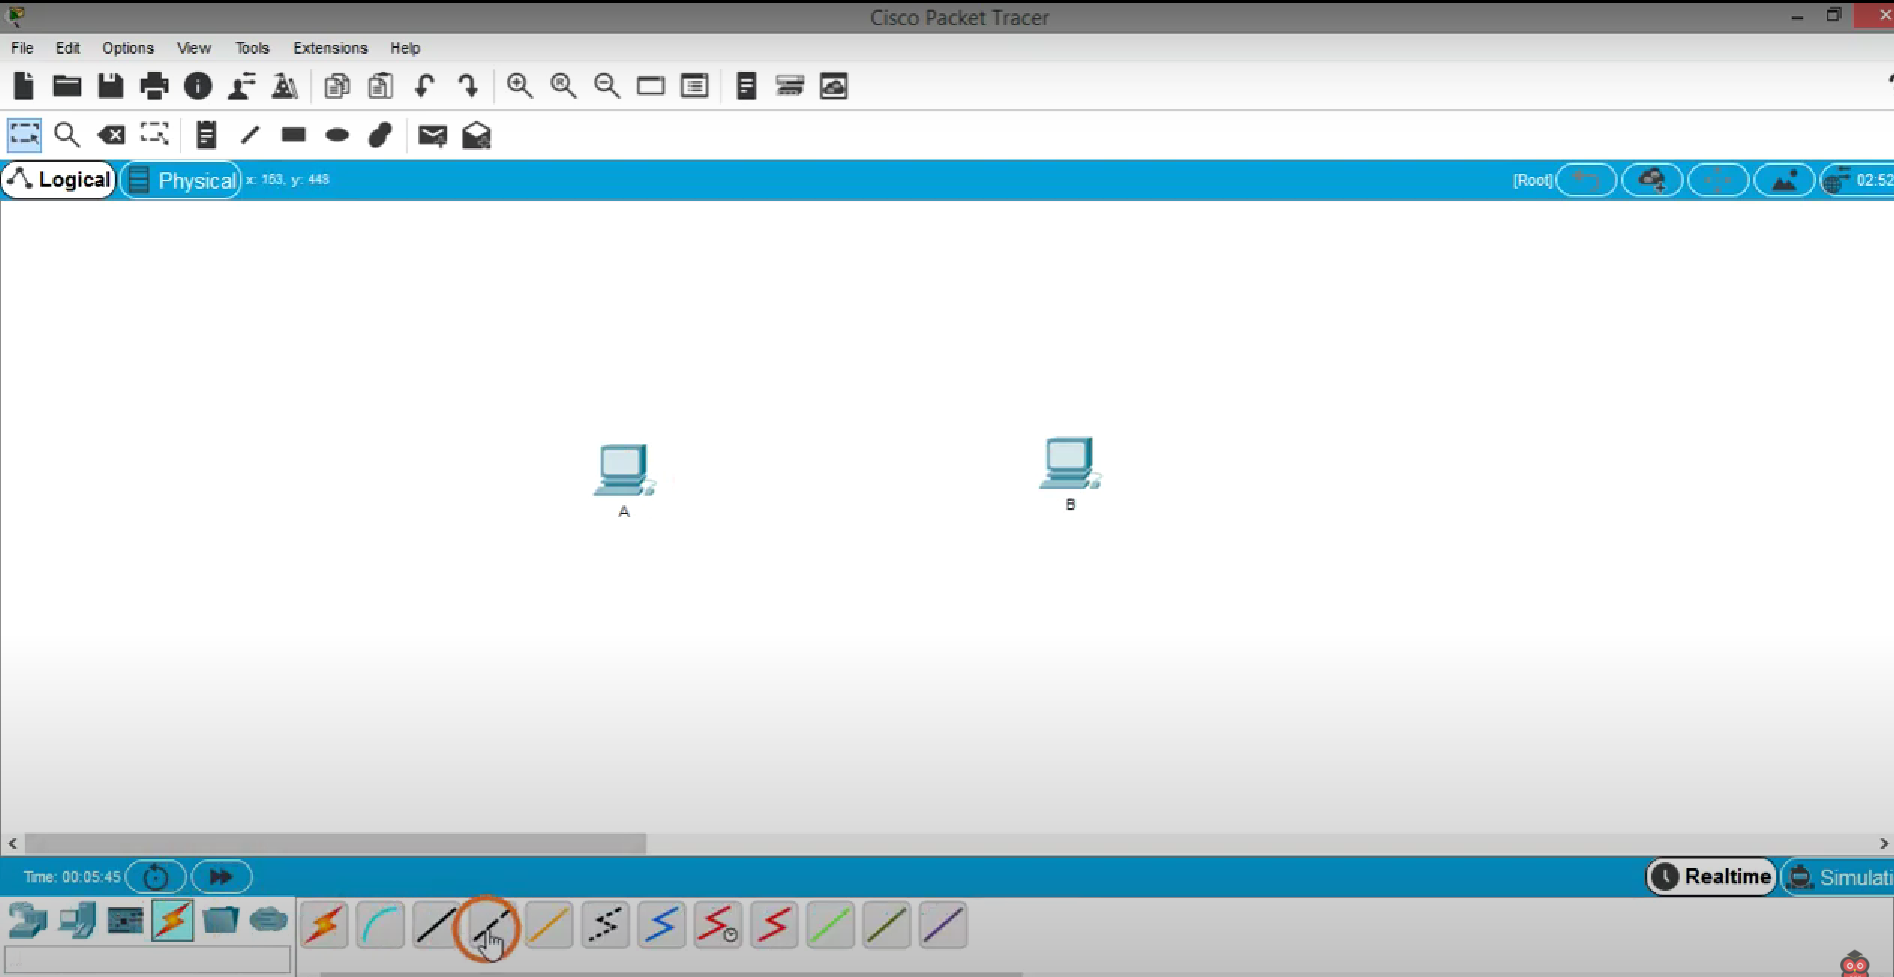 Cisco Packet Tracer
File Edit Options View Tools Extensions Help
Logical Physical x: 153, y: 448 [Root] 02:52
A
B
Time: 00:05:45 Realtime Simulati